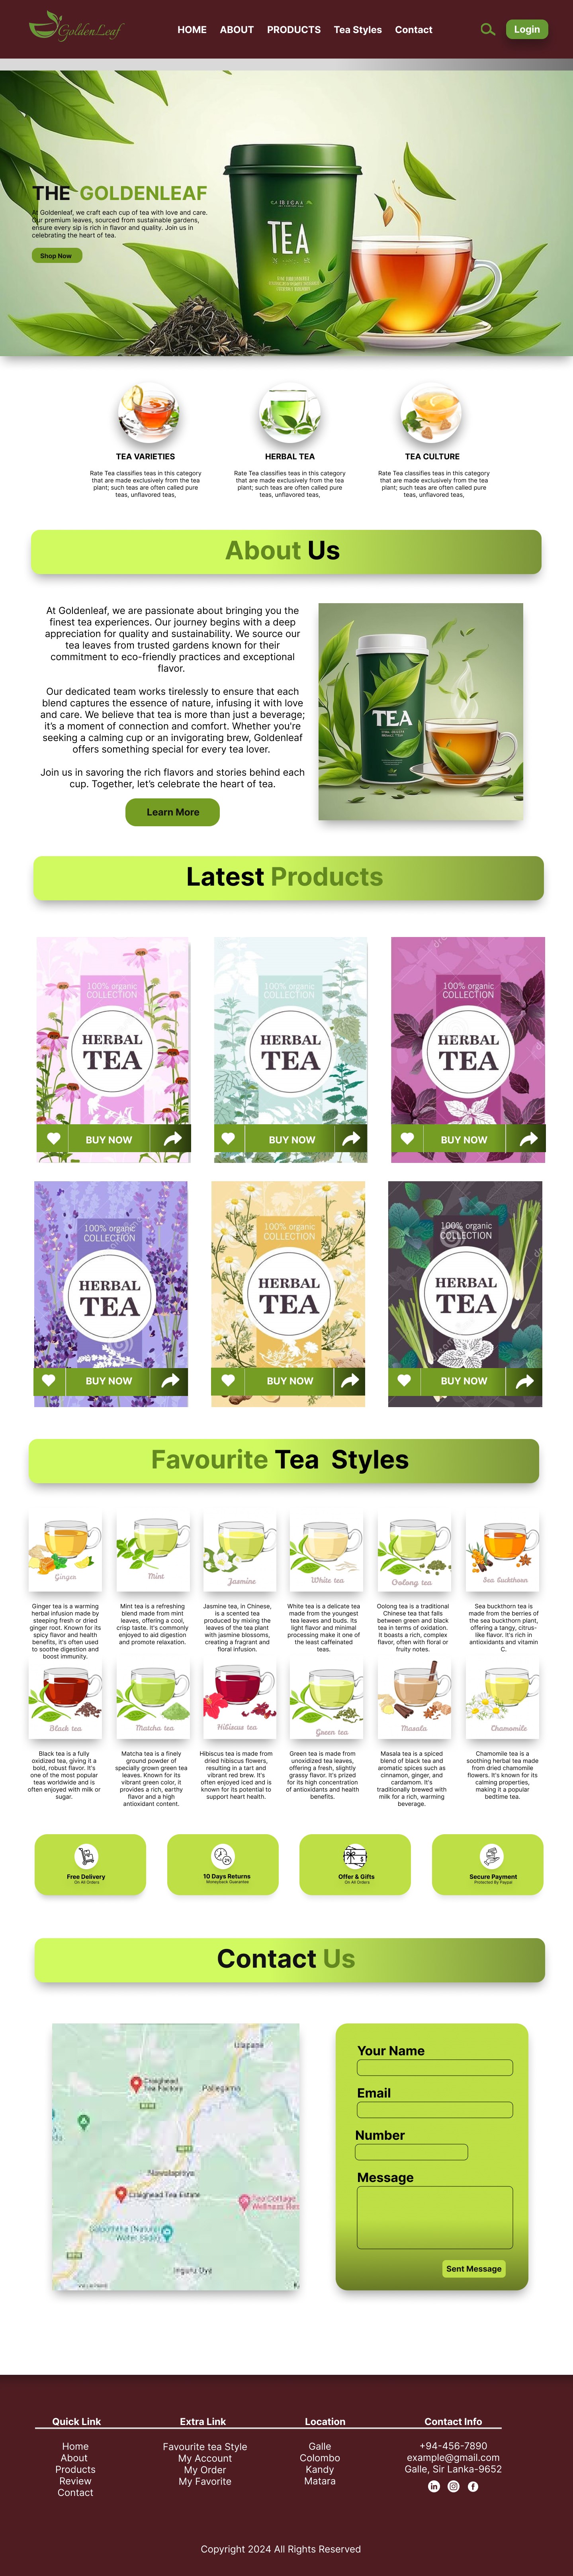 GoldenLeaf
HOME ABOUT PRODUCTS Tea Styles Contact
Login
THE GOLDENLEAF
At Goldenleaf, we craft each cup of tea with love and care.
Our premium leaves, sourced from sustainable gardens,
ensure every sip is rich in flavor and quality. Join us in
celebrating the heart of tea.
Shop Now
TEA
TEA VARIETIES
Rate Tea classifies teas in this category
that are made exclusively from the tea
plant; such teas are often called pure
teas, unflavored teas,
HERBAL TEA
Rate Tea classifies teas in this category
that are made exclusively from the tea
plant; such teas are often called pure
teas, unflavored teas,
TEA CULTURE
Rate Tea classifies teas in this category
that are made exclusively from the tea
plant; such teas are often called pure
teas, unflavored teas,
About Us
At Goldenleaf, we are passionate about bringing you the
finest tea experiences. Our journey begins with a deep
appreciation for quality and sustainability. We source our
tea leaves from trusted gardens known for their
commitment to eco-friendly practices and exceptional
flavor.
Our dedicated team works tirelessly to ensure that each
blend captures the essence of nature, infusing it with love
and care. We believe that tea is more than just a beverage;
it's a moment of connection and comfort. Whether you're
seeking a calming cup or an invigorating brew, Goldenleaf
offers something special for every tea lover.
Join us in savoring the rich flavors and stories behind each
cup. Together, let's celebrate the heart of tea.
Learn More
TEA
Latest Products
100% organic
COLLECTION
HERBAL
TEA
BUY NOW
100% organic
COLLECTION
HERBAL
TEA
BUY NOW
100% organic
COLLECTION
HERBAL
TEA
BUY NOW
100% organic
COLLECTION
HERBAL
TEA
BUY NOW
100% organic
COLLECTION
HERBAL
TEA
BUY NOW
100% organic
COLLECTION
HERBAL
TEA
BUY NOW
Favourite Tea Styles
Ginger
Ginger tea is a warming
herbal infusion made by
steeping fresh or dried
ginger root. Known for its
spicy flavor and health
benefits, it's often used
to soothe digestion and
boost immunity.
Mint
Mint tea is a refreshing
blend made from mint
leaves, offering a cool,
crisp taste. It's commonly
enjoyed to aid digestion
and promote relaxation.
Jasmine
Jasmine tea, in Chinese,
is a scented tea
produced by mixing the
leaves of the tea plant
with jasmine blossoms,
creating a fragrant and
floral infusion.
White tea
White tea is a delicate tea
made from the youngest
tea leaves and buds. Its
light flavor and minimal
processing make it one of
the least caffeinated
teas.
Oolong tea
Oolong tea is a traditional
Chinese tea that falls
between green and black
tea in terms of oxidation.
It boasts a rich, complex
flavor, often with floral or
fruity notes.
Sea buckthorn
Sea buckthorn tea is
made from the berries of
the sea buckthorn plant,
offering a tangy, citrus-
like flavor. It's rich in
antioxidants and vitamin
C.
Black tea
Black tea is a fully
oxidized tea, giving it a
bold, robust flavor. It's
one of the most popular
teas worldwide and is
often enjoyed with milk or
sugar.
Matcha tea
Matcha tea is a finely
ground powder of
specially grown green tea
leaves. Known for its
vibrant green color, it
provides a rich, earthy
flavor and a high
antioxidant content.
Hibiscus tea
Hibiscus tea is made from
dried hibiscus flowers,
resulting in a tart and
vibrant red brew. It's
often enjoyed iced and is
known for its potential to
support heart health.
Green tea
Green tea is made from
unoxidized tea leaves,
offering a fresh, slightly
grassy flavor. It's prized
for its high concentration
of antioxidants and health
benefits.
Masala
Masala tea is a spiced
blend of black tea and
aromatic spices such as
cinnamon, ginger, and
cardamom. It's
traditionally brewed with
milk for a rich, warming
beverage.
Chamomile
Chamomile tea is a
soothing herbal tea made
from dried chamomile
flowers. It's known for its
calming properties,
making it a popular
bedtime tea.
Free Delivery
On All Orders
10 Days Returns
Moneyback Guarantee
Offer & Gifts
On All Orders
Secure Payment
Protected By Paypal
Contact Us
Craighead
Tea Factory
Pallegama
Nawalapitiya
Craighead Tea Estate
Tea Cottage
Wellness Res
Galaboththa (Natural)
Water Slide)
Inguru Oya
Your Name
Email
Number
Message
Sent Message
Quick Link
Home
About
Products
Review
Contact
Extra Link
Favourite tea Style
My Account
My Order
My Favorite
Location
Galle
Colombo
Kandy
Matara
Contact Info
+94-456-7890
example@gmail.com
Galle, Sir Lanka-9652
Copyright 2024 All Rights Reserved